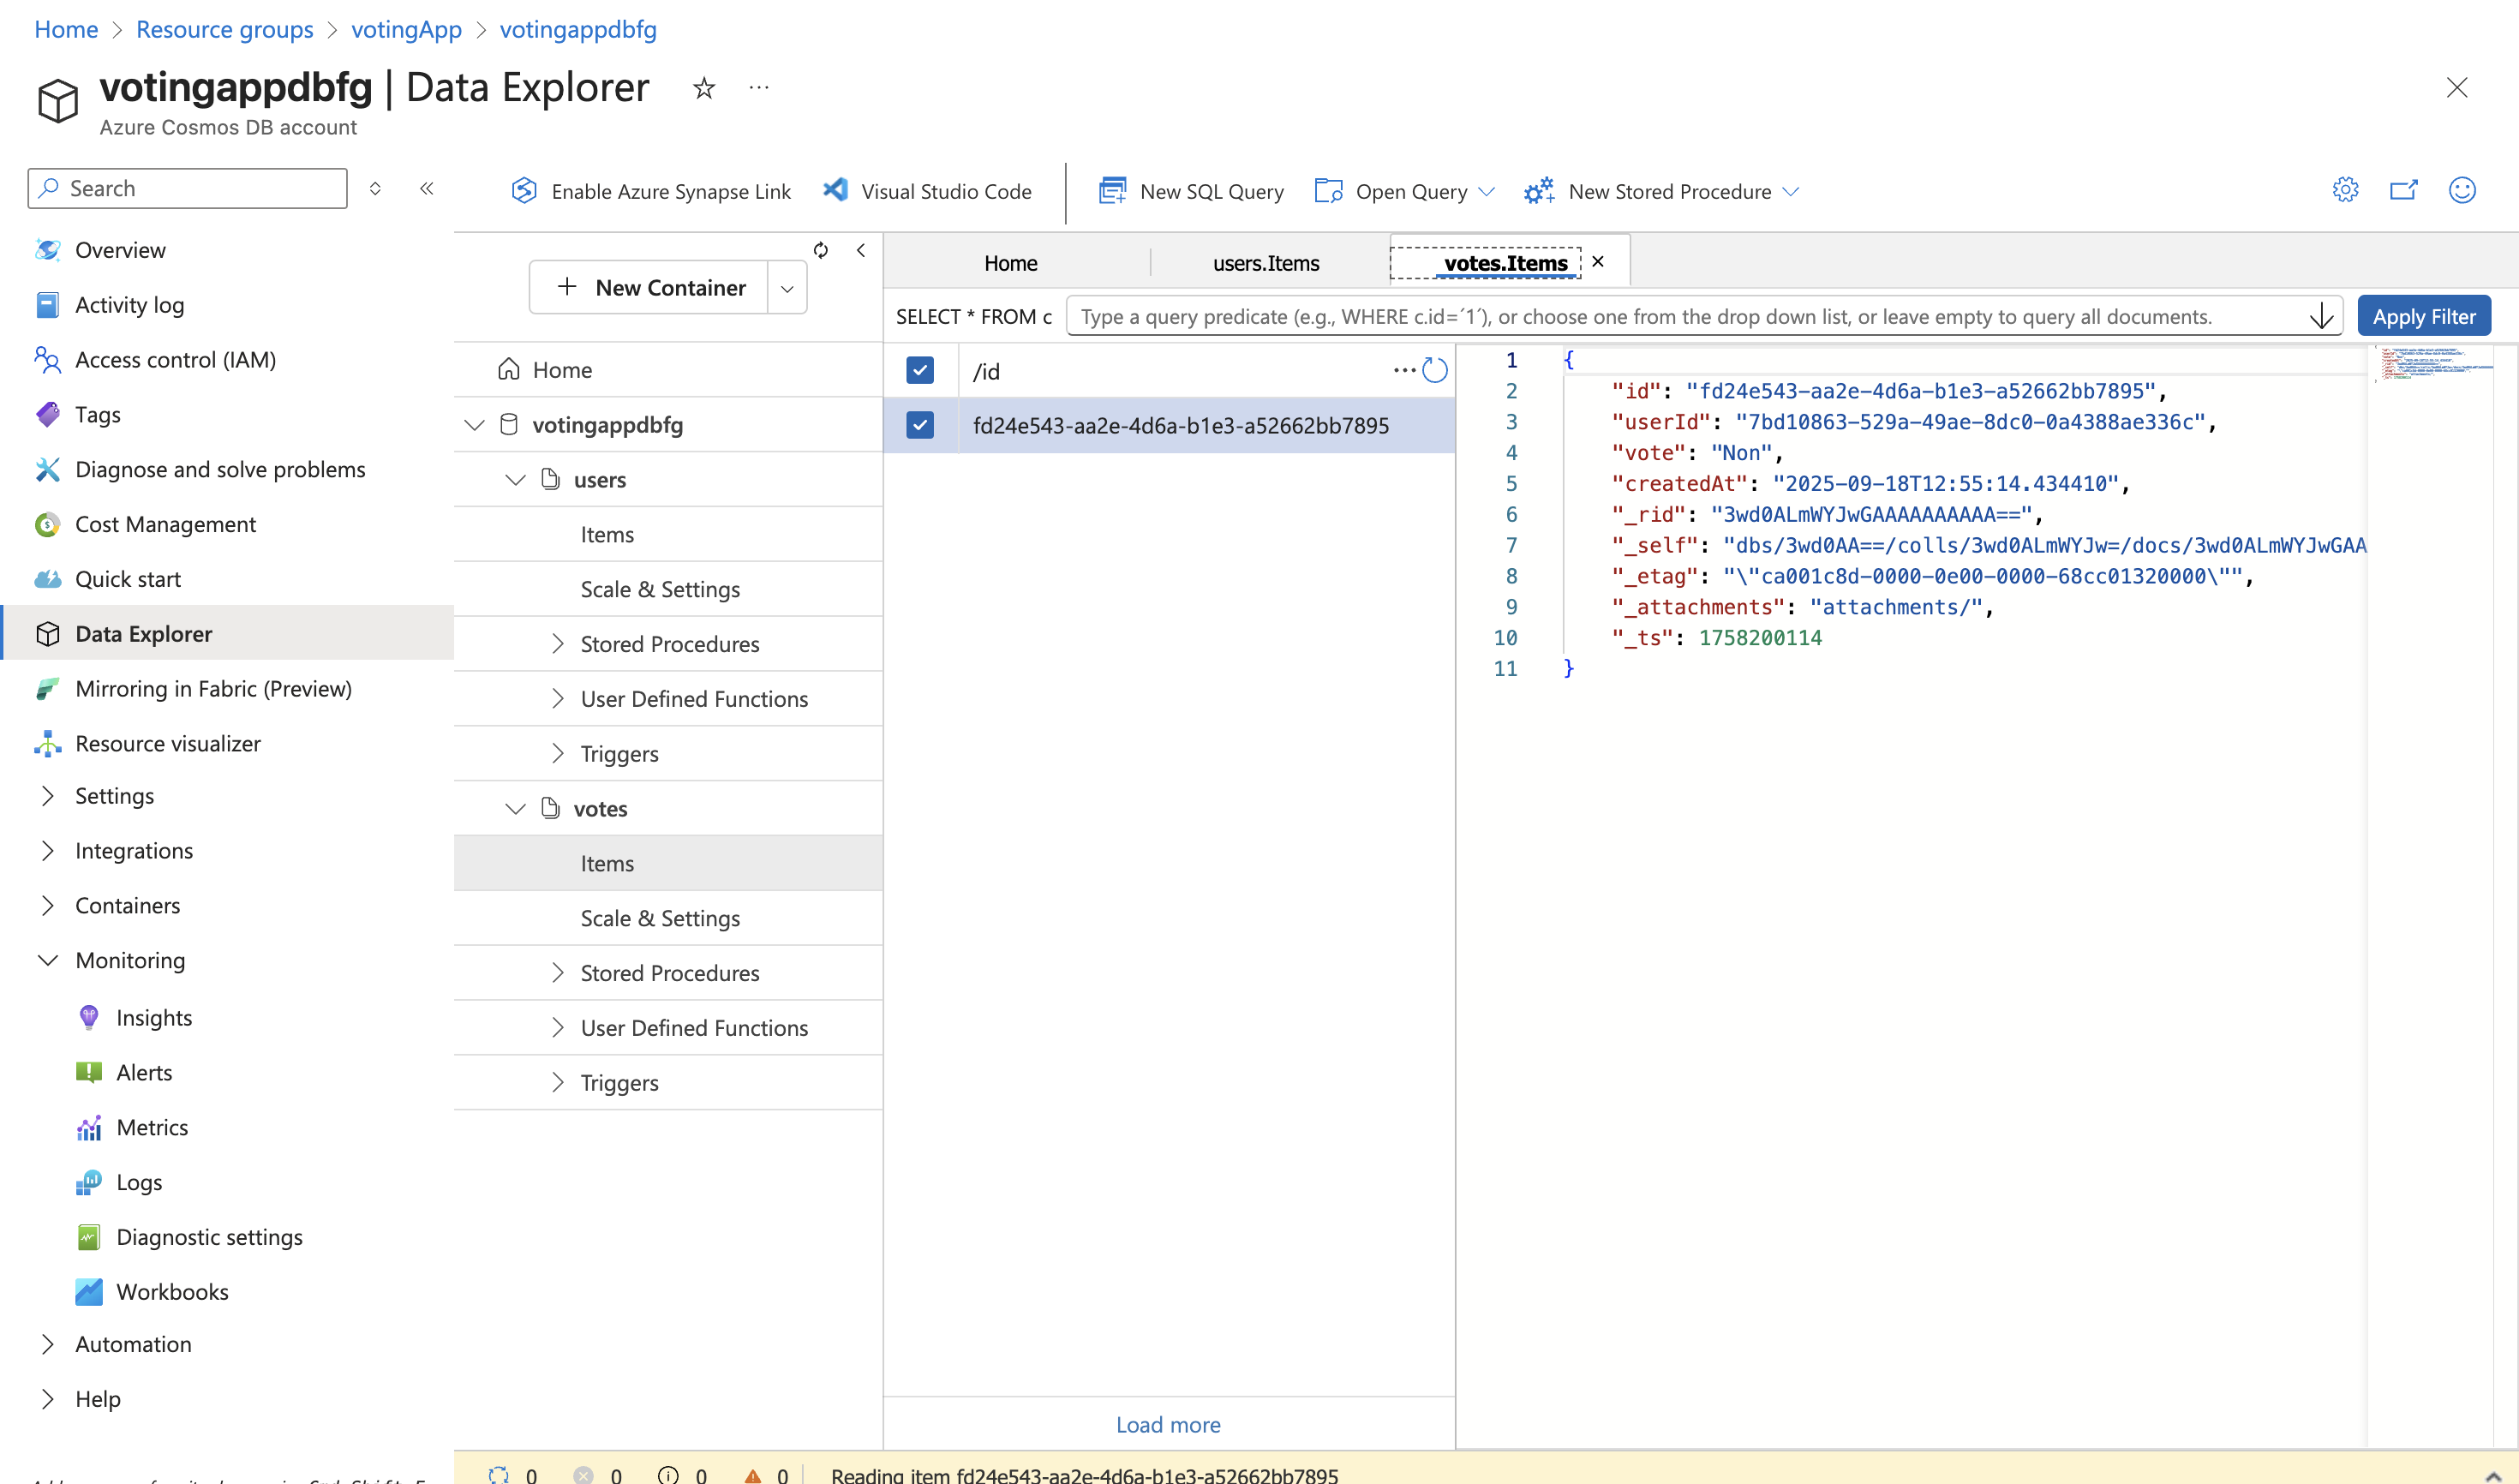 Home > Resource groups > votingApp > votingappdbfg
votingappdbfg | Data Explorer
Azure Cosmos DB account
Search
Overview
Activity log
Access control (IAM)
Tags
Diagnose and solve problems
Cost Management
Quick start
Data Explorer
Mirroring in Fabric (Preview)
Resource visualizer
Settings
Integrations
Containers
Monitoring
Insights
Alerts
Metrics
Logs
Diagnostic settings
Workbooks
Automation
Help
Enable Azure Synapse Link
Visual Studio Code
New SQL Query
Open Query
New Stored Procedure
New Container
Home
votingappdbfg
users
Items
Scale & Settings
Stored Procedures
User Defined Functions
Triggers
votes
Items
Scale & Settings
Stored Procedures
User Defined Functions
Triggers
Home
users.Items
votes.Items
SELECT * FROM c
Type a query predicate (e.g., WHERE c.id=´1´), or choose one from the drop down list, or leave empty to query all documents.
Apply Filter
/id
fd24e543-aa2e-4d6a-b1e3-a52662bb7895
Load more
1 {
2 "id": "fd24e543-aa2e-4d6a-b1e3-a52662bb7895",
3 "userId": "7bd10863-529a-49ae-8dc0-0a4388ae336c",
4 "vote": "Non",
5 "createdAt": "2025-09-18T12:55:14.434410",
6 "_rid": "3wd0ALmWYJwGAAAAAAAAAA==",
7 "_self": "dbs/3wd0AA==/colls/3wd0ALmWYJw=/docs/3wd0ALmWYJwGAA
8 "_etag": "\"ca001c8d-0000-0e00-0000-68cc01320000\"",
9 "_attachments": "attachments/",
10 "_ts": 1758200114
11 }
0 0 0 0 Reading item fd24e543-aa2e-4d6a-b1e3-a52662bb7895